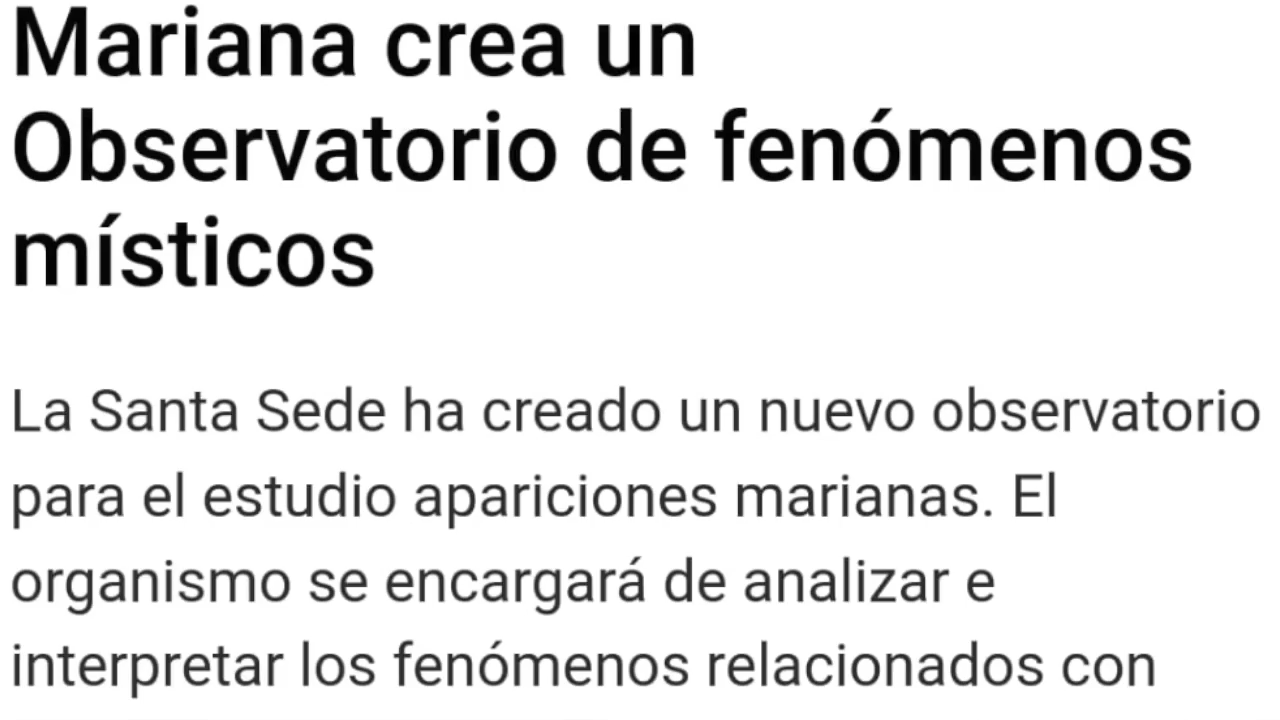 Mariana crea un
Observatorio de fenómenos
místicos
La Santa Sede ha creado un nuevo observatorio
para el estudio apariciones marianas. El
organismo se encargará de analizar e
interpretar los fenómenos relacionados con